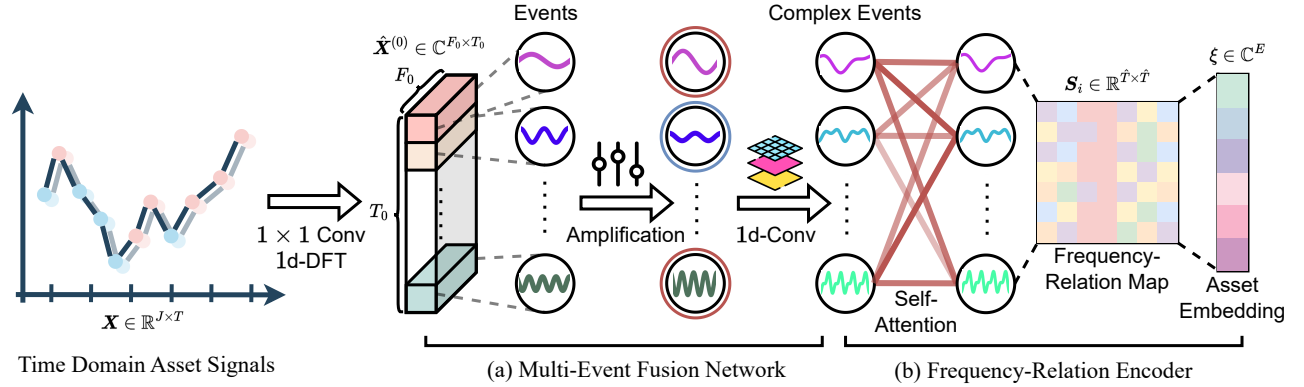 Events
Complex Events
X̂^(0) ∈ ℂ^{F₀×T₀}
F₀
T₀
ξ ∈ ℂ^E
S_i ∈ ℝ^{T̂×T̂}
1 × 1 Conv
1d-DFT
Amplification
1d-Conv
Self-
Attention
Frequency-
Relation Map
Asset
Embedding
X ∈ ℝ^{J×T}
Time Domain Asset Signals
(a) Multi-Event Fusion Network
(b) Frequency-Relation Encoder